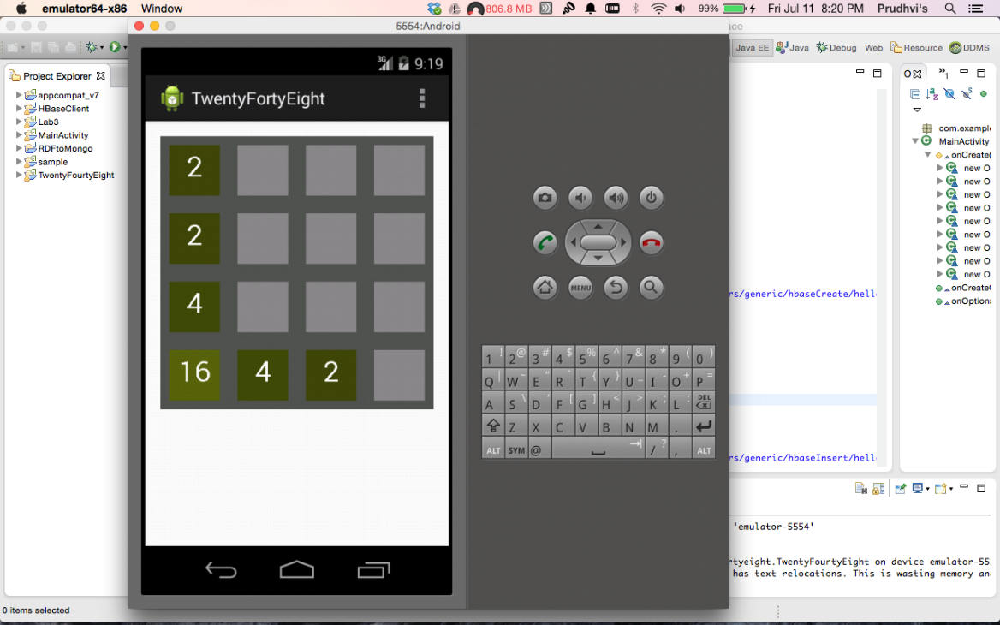 emulator64-x86 Window 806.8 MB 99% Fri Jul 11 8:20 PM Prudhvi's
5554:Android
ace
Java EE Java Debug Web Resource DDMS
Project Explorer
appcompat_v7
HBaseClient
Lab3
MainActivity
RDFtoMongo
sample
TwentyFourtyEight
3G 9:19
TwentyFortyEight
2
2
4
16 4 2
MENU
1 ! 2 @ 3 # 4 $ 5 % 6 ^ 7 & 8 * 9 ( 0 )
Q | W ~ E " R ` T { Y } U _ I - O + P =
A S \ D ' F [ G ] H < J > K ; L : DEL
Z X C V B N M .
ALT SYM @ / ? , ALT
1
com.example
MainActivity
onCreate(
new O
new O
new O
new O
new O
new O
new O
new O
new O
onCreate
onOption
rs/generic/hbaseCreate/hell
rs/generic/hbaseInsert/hell
'emulator-5554'
rtyeight.TwentyFourtyEight on device emulator-55
has text relocations. This is wasting memory an
0 items selected